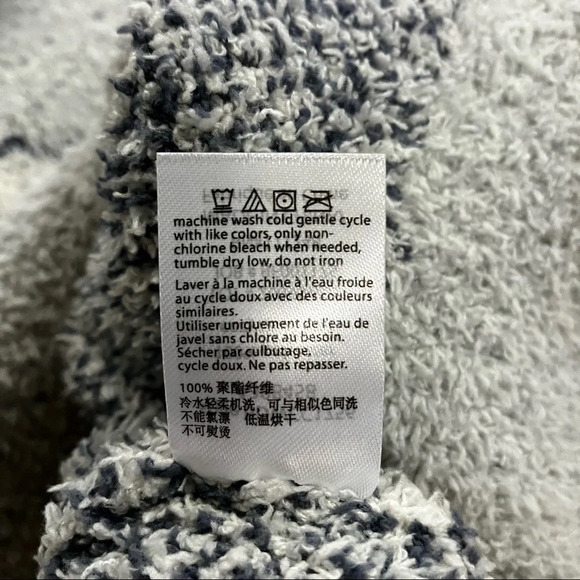 machine wash cold gentle cycle
with like colors, only non-
chlorine bleach when needed,
tumble dry low, do not iron
Laver à la machine à l'eau froide
au cycle doux avec des couleurs
similaires.
Utiliser uniquement de l'eau de
javel sans chlore au besoin.
Sécher par culbutage,
cycle doux. Ne pas repasser.
100% 聚酯纤维
冷水轻柔机洗，可与相似色同洗
不能氯漂 低温烘干
不可熨烫